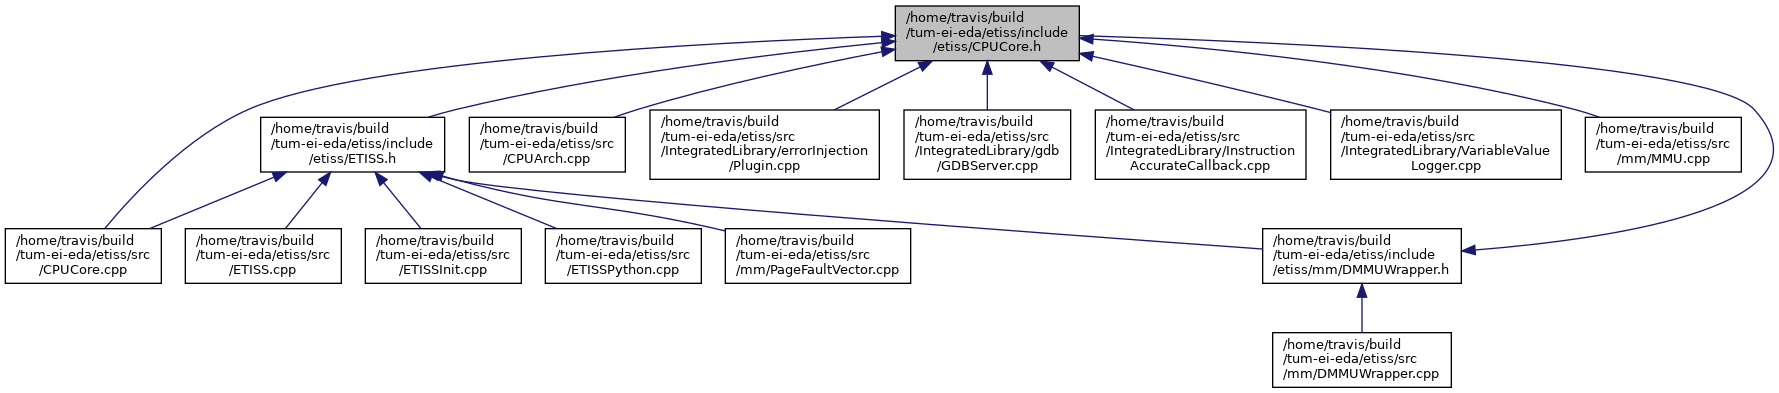 /home/travis/build
/tum-ei-eda/etiss/include
/etiss/CPUCore.h
/home/travis/build
/tum-ei-eda/etiss/include
/etiss/ETISS.h
/home/travis/build
/tum-ei-eda/etiss/src
/CPUArch.cpp
/home/travis/build
/tum-ei-eda/etiss/src
/IntegratedLibrary/errorInjection
/Plugin.cpp
/home/travis/build
/tum-ei-eda/etiss/src
/IntegratedLibrary/gdb
/GDBServer.cpp
/home/travis/build
/tum-ei-eda/etiss/src
/IntegratedLibrary/Instruction
AccurateCallback.cpp
/home/travis/build
/tum-ei-eda/etiss/src
/IntegratedLibrary/VariableValue
Logger.cpp
/home/travis/build
/tum-ei-eda/etiss/src
/mm/MMU.cpp
/home/travis/build
/tum-ei-eda/etiss/src
/CPUCore.cpp
/home/travis/build
/tum-ei-eda/etiss/src
/ETISS.cpp
/home/travis/build
/tum-ei-eda/etiss/src
/ETISSInit.cpp
/home/travis/build
/tum-ei-eda/etiss/src
/ETISSPython.cpp
/home/travis/build
/tum-ei-eda/etiss/src
/mm/PageFaultVector.cpp
/home/travis/build
/tum-ei-eda/etiss/include
/etiss/mm/DMMUWrapper.h
/home/travis/build
/tum-ei-eda/etiss/src
/mm/DMMUWrapper.cpp